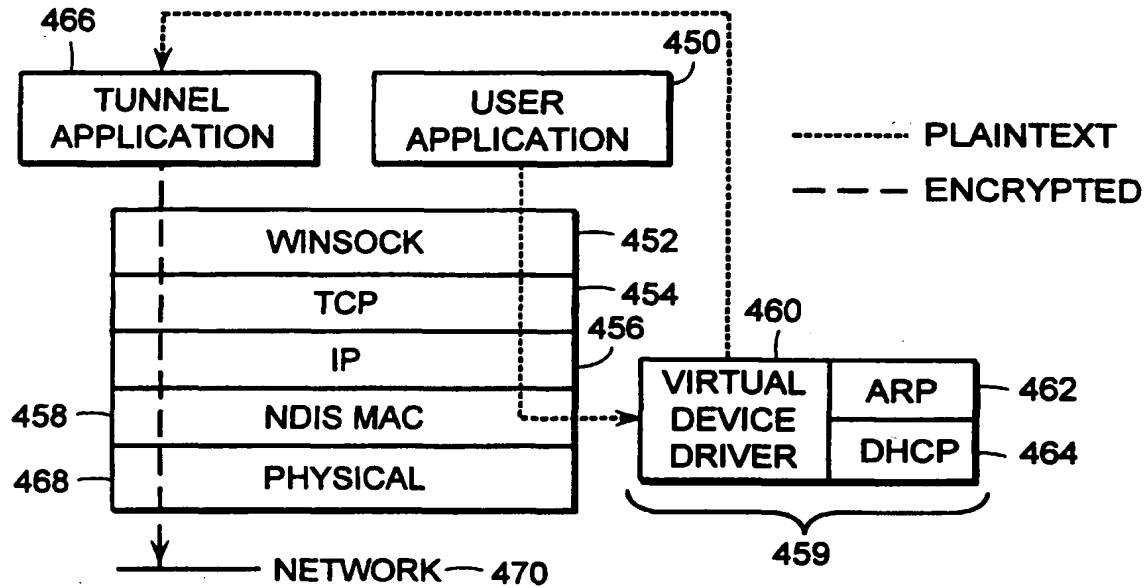 466
450
TUNNEL
APPLICATION
USER
APPLICATION
PLAINTEXT
ENCRYPTED
WINSOCK
452
TCP
454
IP
456
458
NDIS MAC
468
PHYSICAL
460
VIRTUAL
DEVICE
DRIVER
ARP
462
DHCP
464
459
NETWORK
470